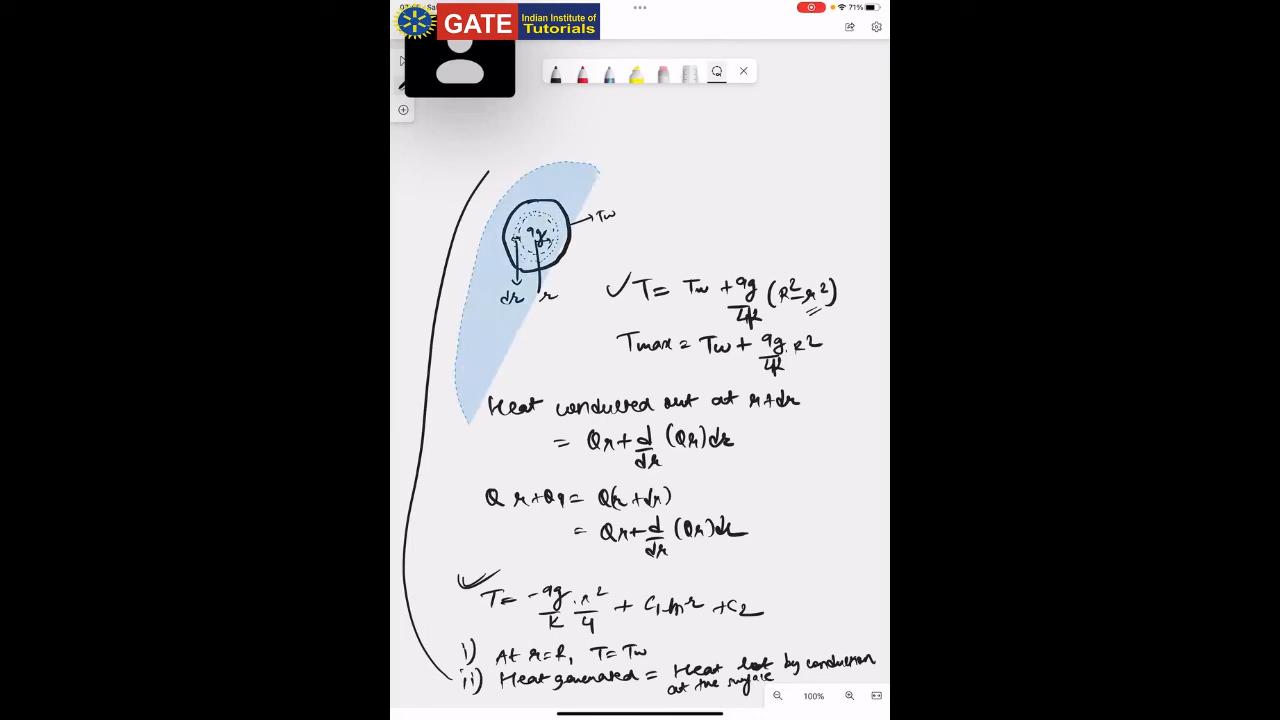 71%
GATE Indian Institute of
Tutorials
qg
Tw
dr r
T = Tw + qg/4k (R²-r²)
Tmax = Tw + qg/4k . R²
Heat conducted out at r+dr
= Qr + d/dr (Qr) dr
Qr+Qg = Q(r+dr)
= Qr + d/dr (Qr) dr
T = -qg/k . r²/4 + C₁ ln r + C₂
i) At r=R, T=Tw
ii) Heat generated = Heat lost by conduction
at the surface
100%